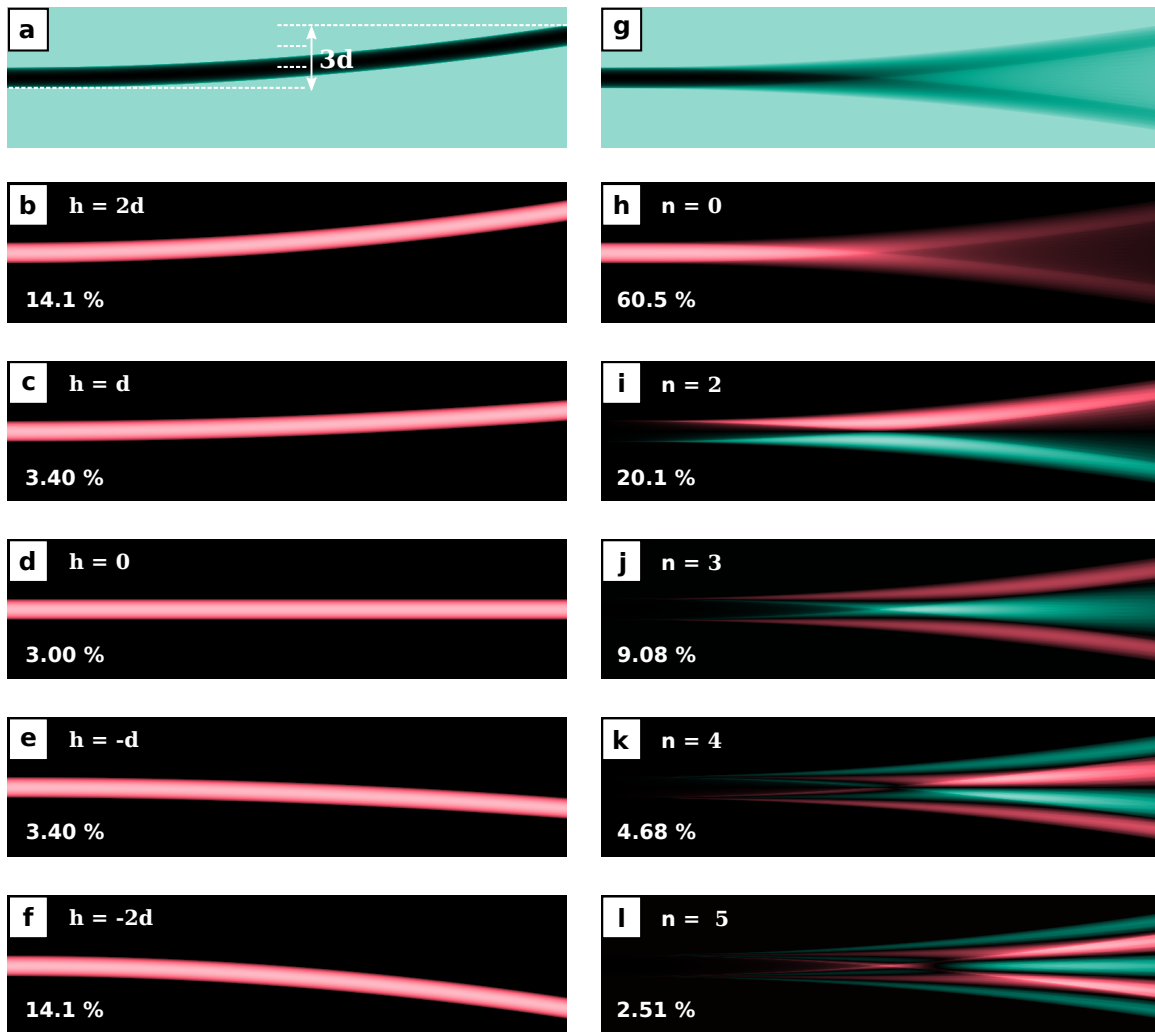 a
3d
b
h = 2d
14.1 %
c
h = d
3.40 %
d
h = 0
3.00 %
e
h = -d
3.40 %
f
h = -2d
14.1 %
g
h
n = 0
60.5 %
i
n = 2
20.1 %
j
n = 3
9.08 %
k
n = 4
4.68 %
l
n = 5
2.51 %